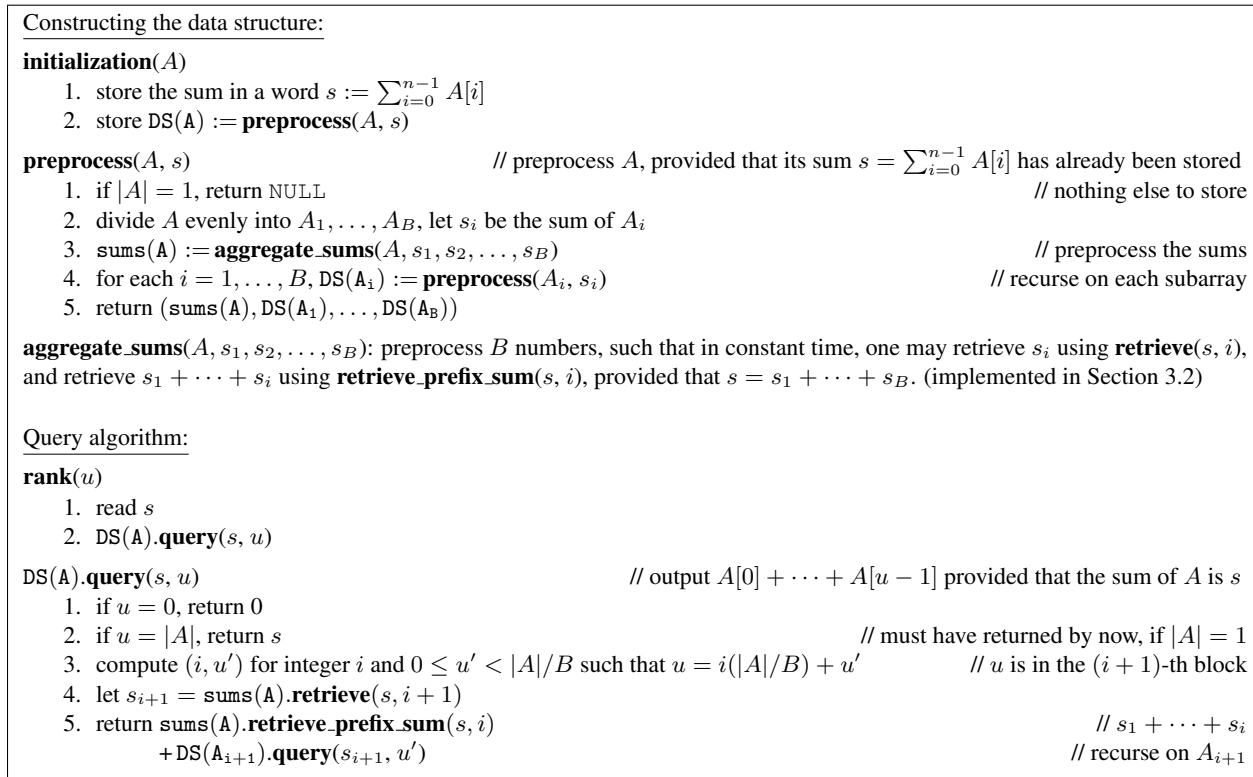 Constructing the data structure:
initialization(A)
1. store the sum in a word s := ∑_{i=0}^{n−1} A[i]
2. store DS(A) := preprocess(A, s)
preprocess(A, s) // preprocess A, provided that its sum s = ∑_{i=0}^{n−1} A[i] has already been stored
1. if |A| = 1, return NULL // nothing else to store
2. divide A evenly into A_1, . . . , A_B, let s_i be the sum of A_i
3. sums(A) := aggregate_sums(A, s_1, s_2, . . . , s_B) // preprocess the sums
4. for each i = 1, . . . , B, DS(A_i) := preprocess(A_i, s_i) // recurse on each subarray
5. return (sums(A), DS(A_1), . . . , DS(A_B))
aggregate_sums(A, s_1, s_2, . . . , s_B): preprocess B numbers, such that in constant time, one may retrieve s_i using retrieve(s, i),
and retrieve s_1 + · · · + s_i using retrieve_prefix_sum(s, i), provided that s = s_1 + · · · + s_B. (implemented in Section 3.2)
Query algorithm:
rank(u)
1. read s
2. DS(A).query(s, u)
DS(A).query(s, u) // output A[0] + · · · + A[u − 1] provided that the sum of A is s
1. if u = 0, return 0
2. if u = |A|, return s // must have returned by now, if |A| = 1
3. compute (i, u′) for integer i and 0 ≤ u′ < |A|/B such that u = i(|A|/B) + u′ // u is in the (i + 1)-th block
4. let s_{i+1} = sums(A).retrieve(s, i + 1)
5. return sums(A).retrieve_prefix_sum(s, i) // s_1 + · · · + s_i
+ DS(A_{i+1}).query(s_{i+1}, u′) // recurse on A_{i+1}